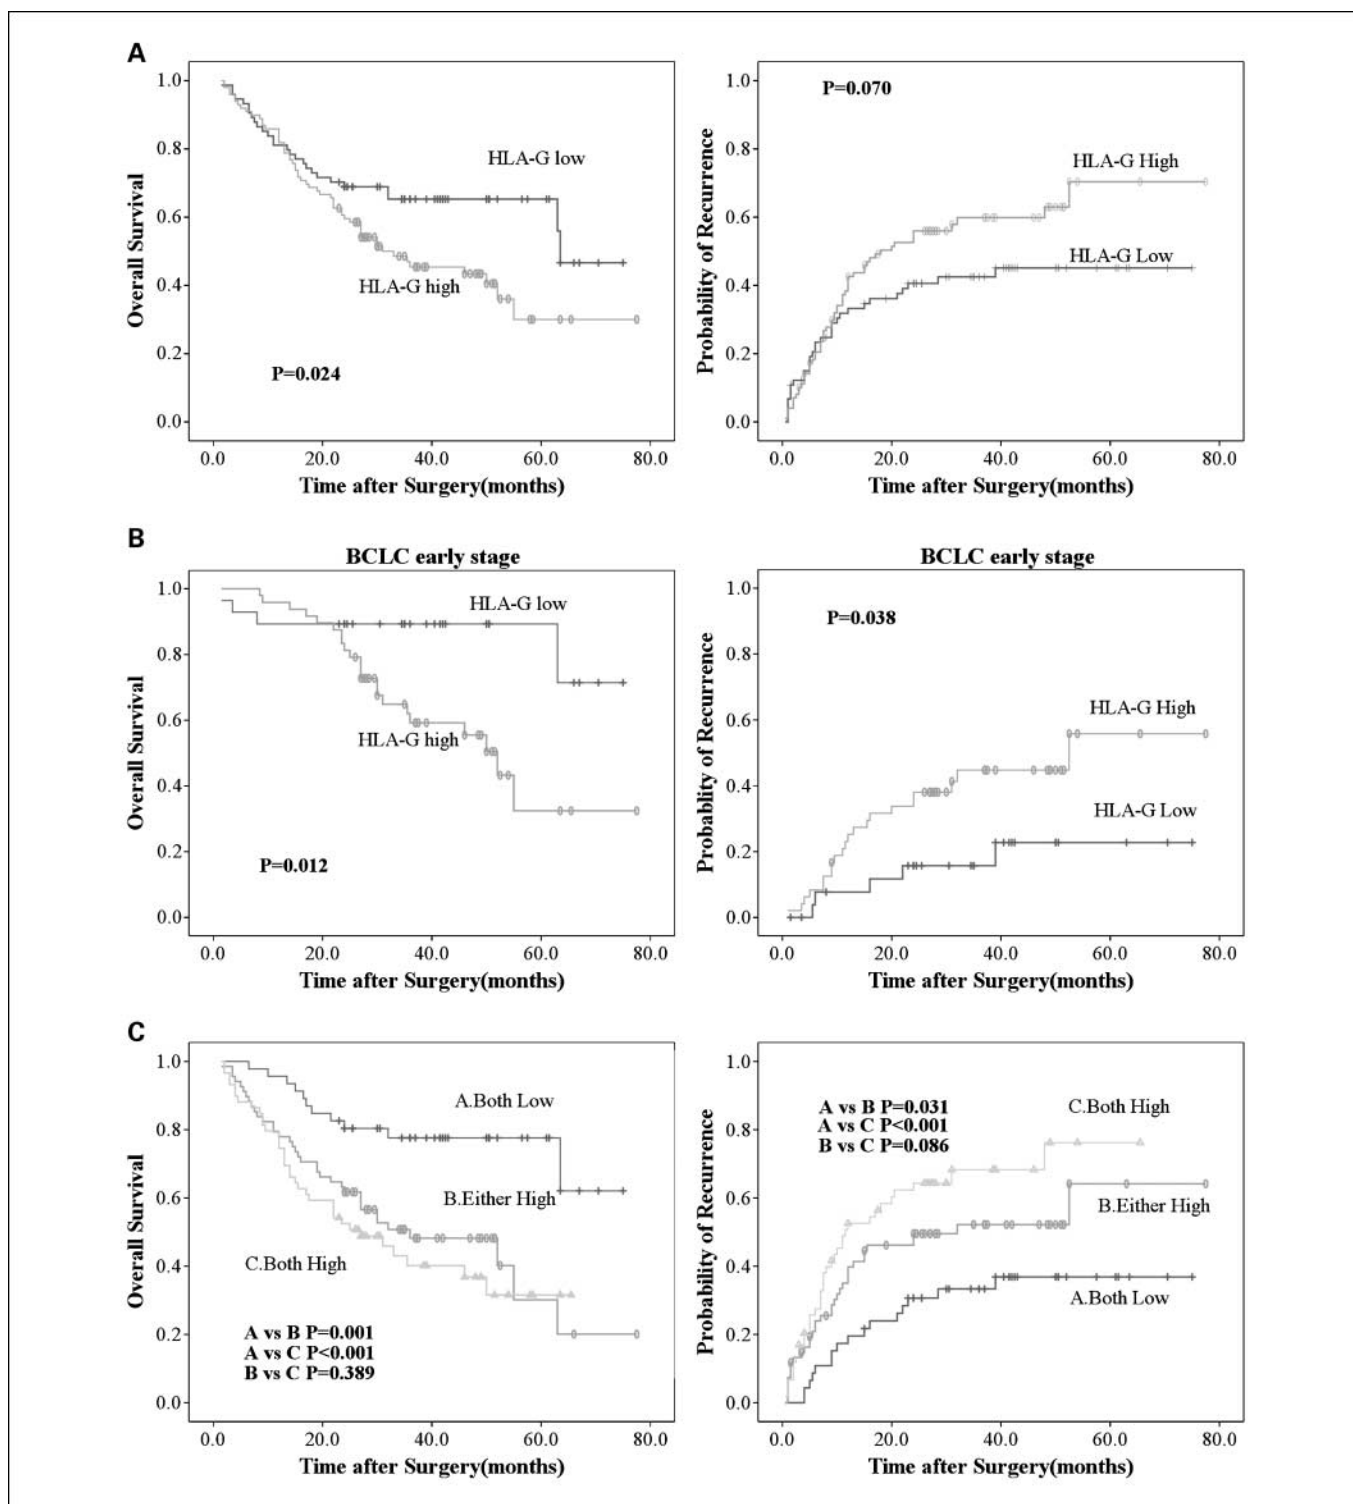 A
1.0
0.8
0.6
0.4
0.2
0.0
Overall Survival
HLA-G low
HLA-G high
P=0.024
0.0 20.0 40.0 60.0 80.0
Time after Surgery(months)
1.0
0.8
0.6
0.4
0.2
0.0
Probability of Recurrence
P=0.070
HLA-G High
HLA-G Low
0.0 20.0 40.0 60.0 80.0
Time after Surgery(months)
B
BCLC early stage
1.0
0.8
0.6
0.4
0.2
0.0
Overall Survival
HLA-G low
HLA-G high
P=0.012
0.0 20.0 40.0 60.0 80.0
Time after Surgery(months)
BCLC early stage
1.0
0.8
0.6
0.4
0.2
0.0
Probablity of Recurrence
P=0.038
HLA-G High
HLA-G Low
0.0 20.0 40.0 60.0 80.0
Time after Surgery(months)
C
1.0
0.8
0.6
0.4
0.2
0.0
Overall Survival
A.Both Low
B.Either High
C.Both High
A vs B P=0.001
A vs C P<0.001
B vs C P=0.389
0.0 20.0 40.0 60.0 80.0
Time after Surgery(months)
1.0
0.8
0.6
0.4
0.2
0.0
Probability of Recurrence
A vs B P=0.031
A vs C P<0.001
B vs C P=0.086
C.Both High
B.Either High
A.Both Low
0.0 20.0 40.0 60.0 80.0
Time after Surgery(months)